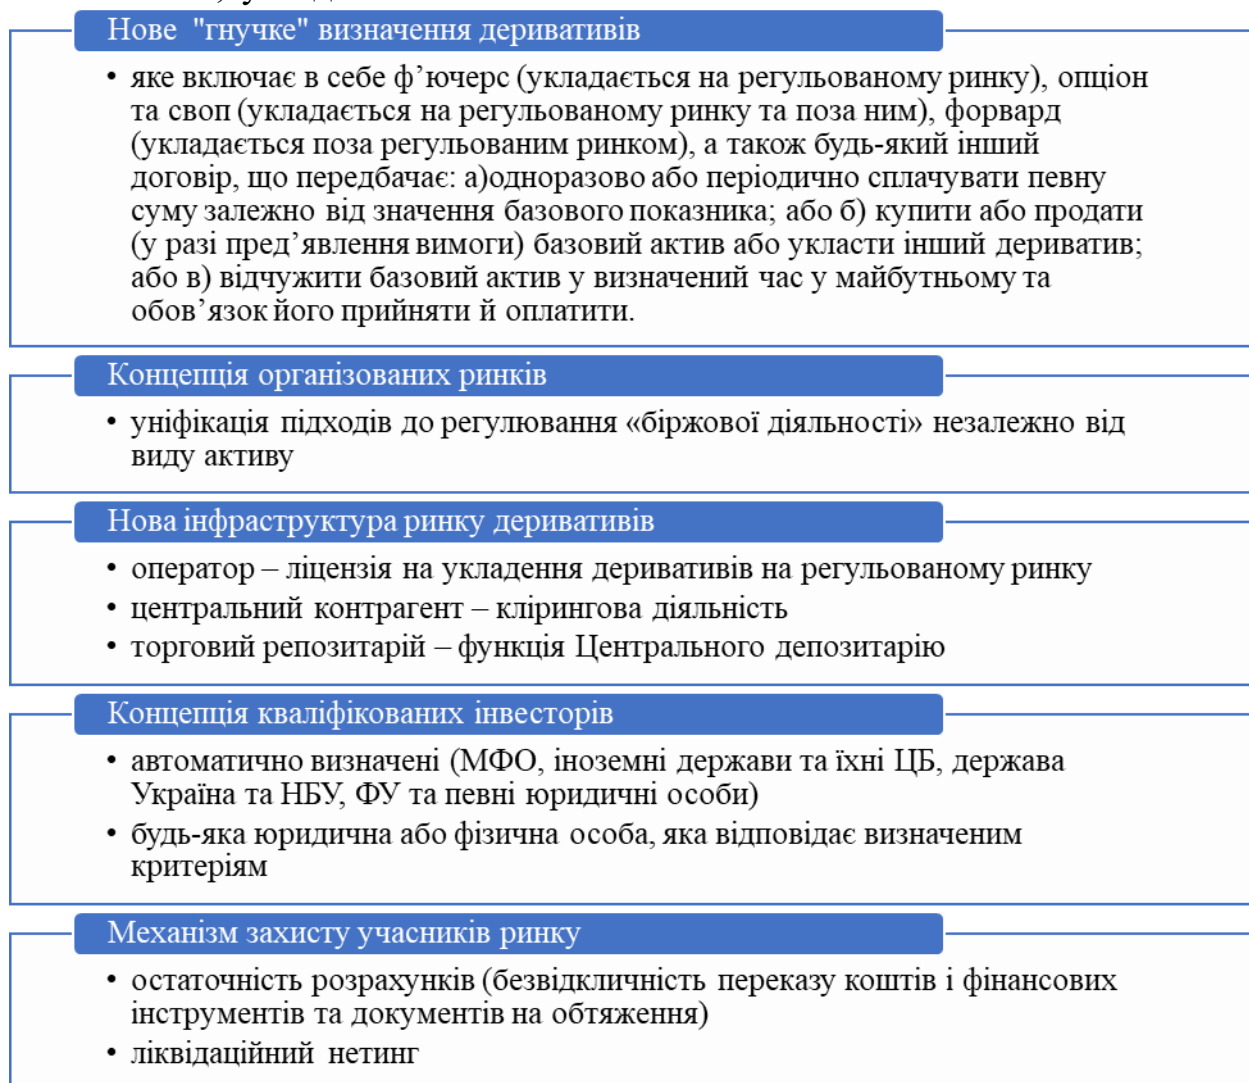 Нове "гнучке" визначення деривативів
• яке включає в себе ф’ючерс (укладається на регульованому ринку), опціон
та своп (укладається на регульованому ринку та поза ним), форвард
(укладається поза регульованим ринком), а також будь-який інший
договір, що передбачає: а)одноразово або періодично сплачувати певну
суму залежно від значення базового показника; або б) купити або продати
(у разі пред’явлення вимоги) базовий актив або укласти інший дериватив;
або в) відчужити базовий актив у визначений час у майбутньому та
обов’язок його прийняти й оплатити.
Концепція організованих ринків
• уніфікація підходів до регулювання «біржової діяльності» незалежно від
виду активу
Нова інфраструктура ринку деривативів
• оператор – ліцензія на укладення деривативів на регульованому ринку
• центральний контрагент – клірингова діяльність
• торговий репозитарій – функція Центрального депозитарію
Концепція кваліфікованих інвесторів
• автоматично визначені (МФО, іноземні держави та їхні ЦБ, держава
Україна та НБУ, ФУ та певні юридичні особи)
• будь-яка юридична або фізична особа, яка відповідає визначеним
критеріям
Механізм захисту учасників ринку
• остаточність розрахунків (безвідкличність переказу коштів і фінансових
інструментів та документів на обтяження)
• ліквідаційний нетинг